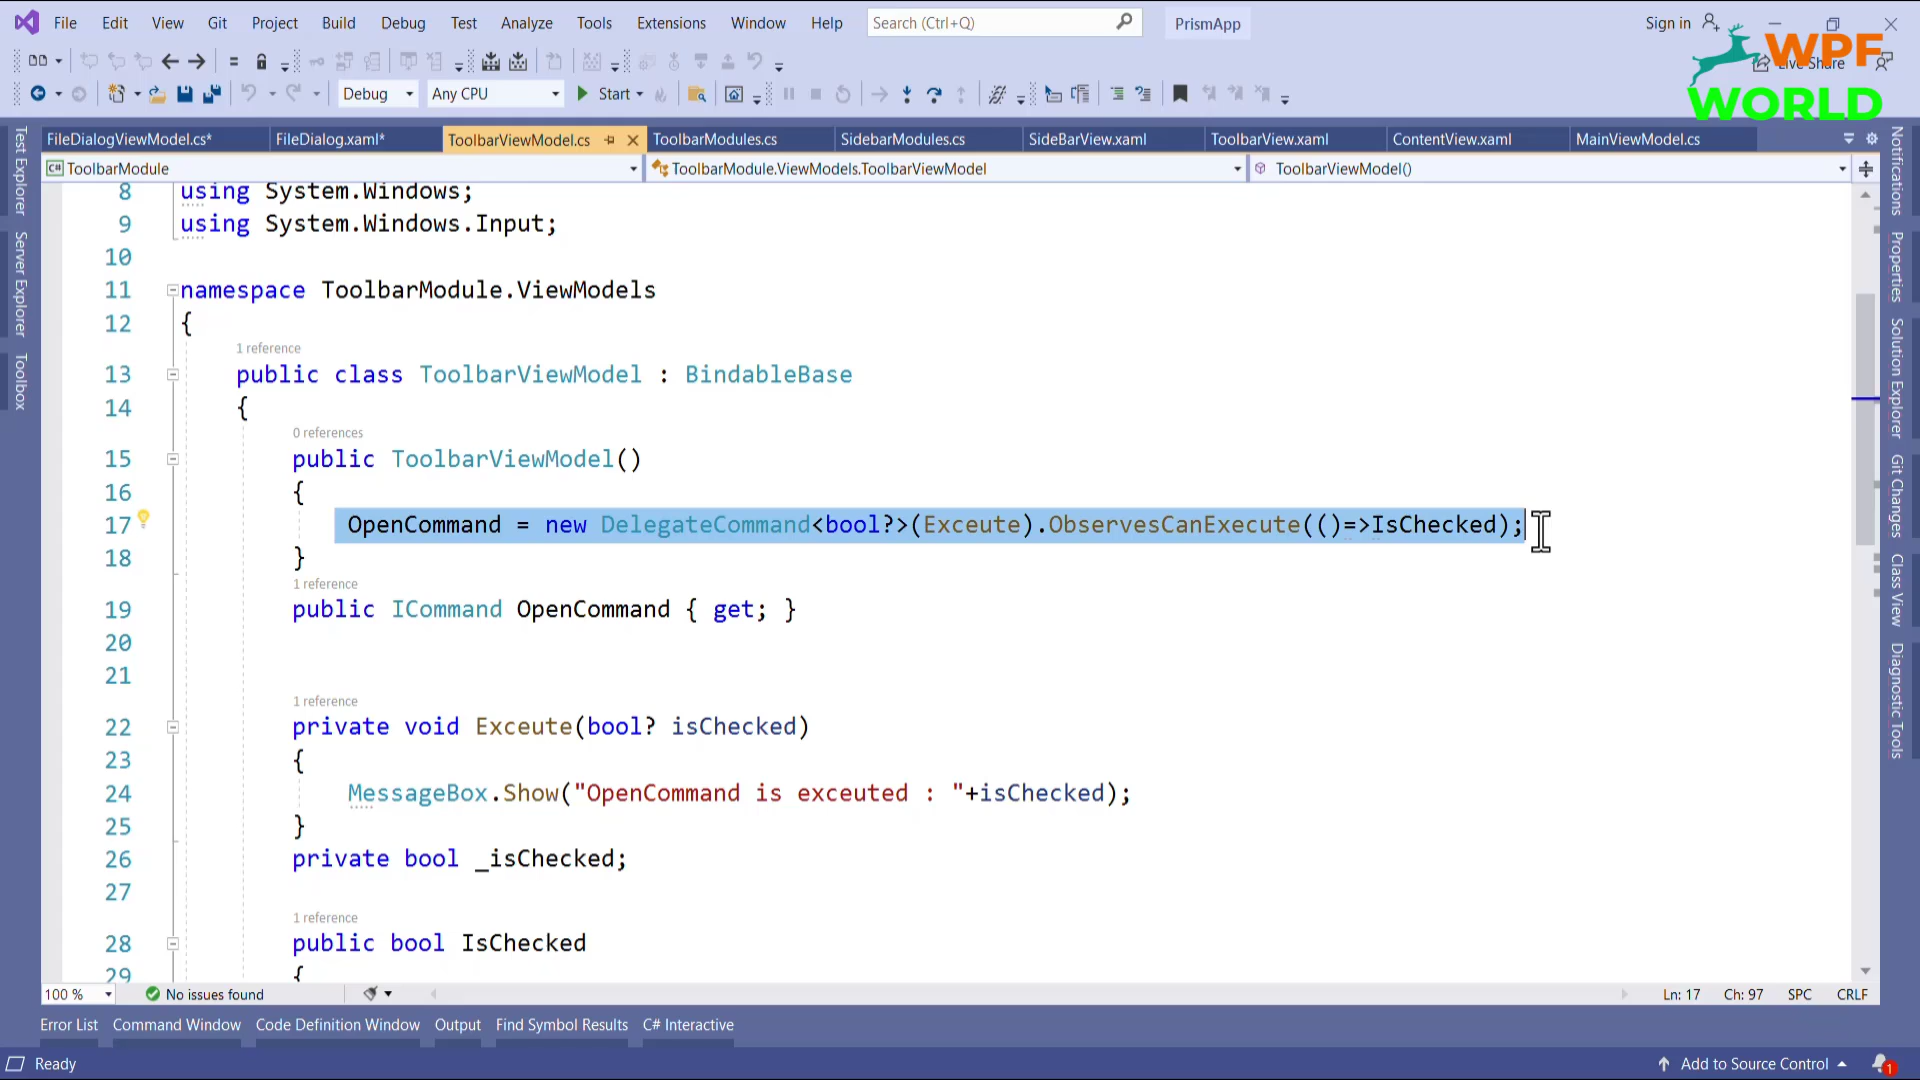 File Edit View Git Project Build Debug Test Analyze Tools Extensions Window Help Search (Ctrl+Q) PrismApp Sign in
WPF
Live Share
WORLD
Debug Any CPU Start
FileDialogViewModel.cs* FileDialog.xaml* ToolbarViewModel.cs ToolbarModules.cs SidebarModules.cs SideBarView.xaml ToolbarView.xaml ContentView.xaml MainViewModel.cs
C# ToolbarModule ToolbarModule.ViewModels.ToolbarViewModel ToolbarViewModel()
Test Explorer
Server Explorer
Toolbox
8 using System.Windows;
9 using System.Windows.Input;
10
11 namespace ToolbarModule.ViewModels
12 {
1 reference
13 public class ToolbarViewModel : BindableBase
14 {
0 references
15 public ToolbarViewModel()
16 {
17 OpenCommand = new DelegateCommand<bool?>(Exceute).ObservesCanExecute(()=>IsChecked);
18 }
1 reference
19 public ICommand OpenCommand { get; }
20
21
1 reference
22 private void Exceute(bool? isChecked)
23 {
24 MessageBox.Show("OpenCommand is exceuted : "+isChecked);
25 }
26 private bool _isChecked;
27
1 reference
28 public bool IsChecked
29 {
Notifications
Properties
Solution Explorer
Git Changes
Class View
Diagnostic Tools
100 % No issues found Ln: 17 Ch: 97 SPC CRLF
Error List Command Window Code Definition Window Output Find Symbol Results C# Interactive
Ready Add to Source Control 1